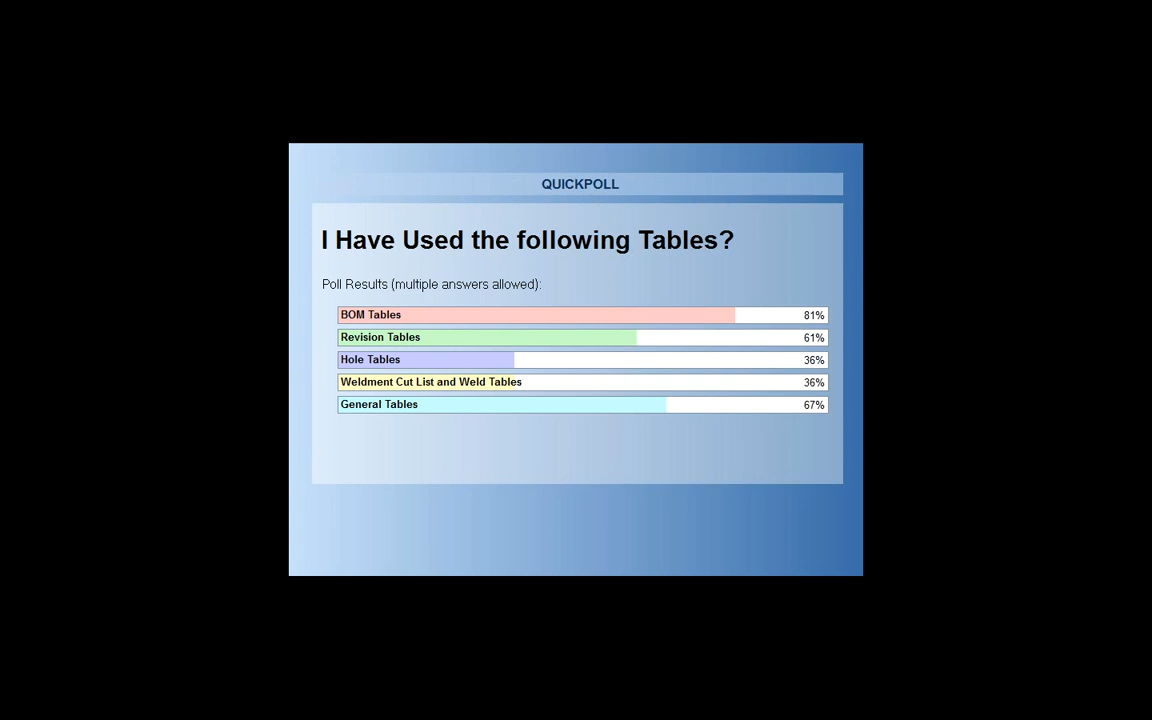 QUICKPOLL
I Have Used the following Tables?
Poll Results (multiple answers allowed):
BOM Tables 81%
Revision Tables 61%
Hole Tables 36%
Weldment Cut List and Weld Tables 36%
General Tables 67%